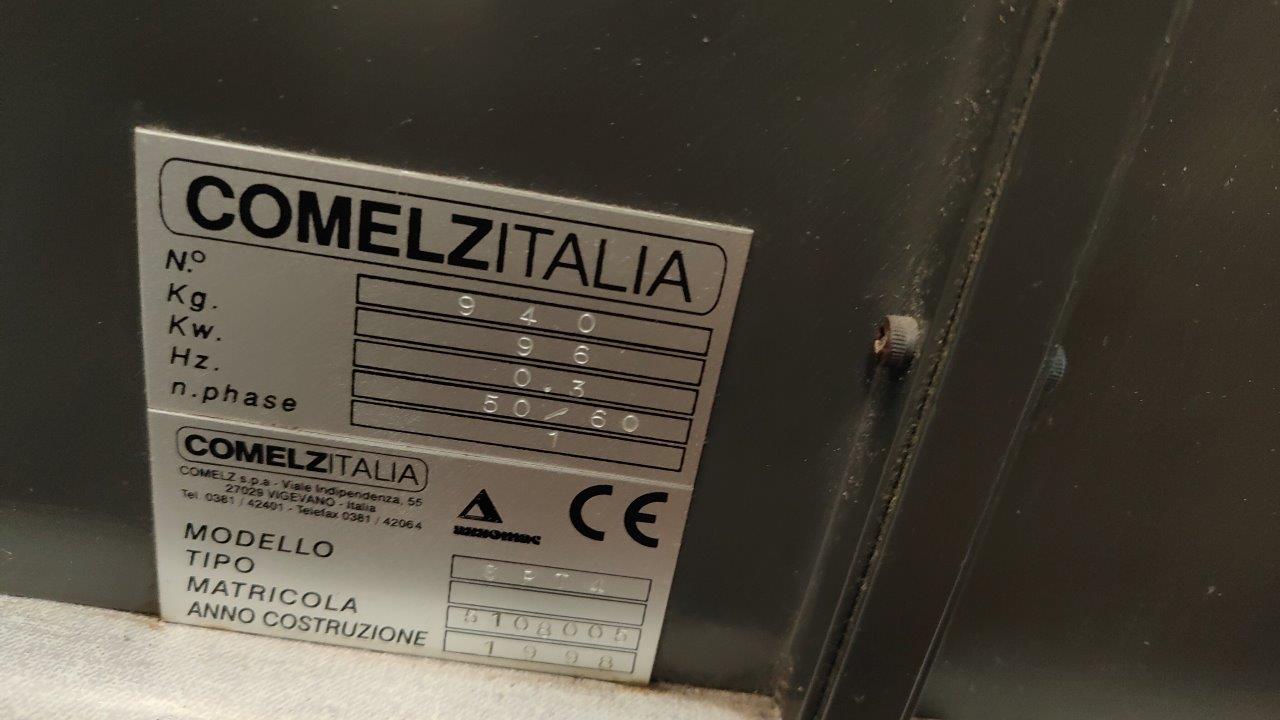 COMELZITALIA
N.º 940
Kg. 96
Kw. 0.3
Hz. 50/60
n.phase 1
COMELZITALIA
COMELZ s.p.a - Viale Indipendenza, 55
27029 VIGEVANO - Italia
Tel. 0381 / 42401 - Telefax 0381 / 42064
assomac
CE
MODELLO
TIPO
MATRICOLA 5108005
ANNO COSTRUZIONE 1998